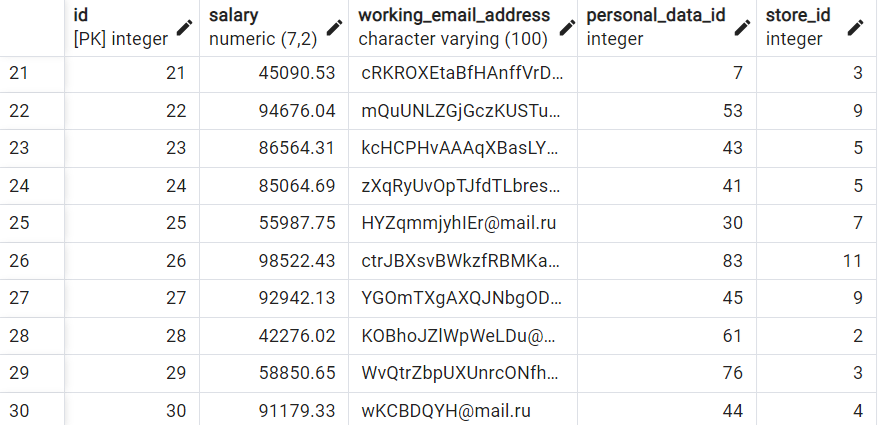 id salary working_email_address personal_data_id store_id
[PK] integer numeric (7,2) character varying (100) integer integer
21 21 45090.53 cRKROXEtaBfHAnffVrD... 7 3
22 22 94676.04 mQuUNLZGjGczKUSTu... 53 9
23 23 86564.31 kcHCPHvAAAqXBasLY... 43 5
24 24 85064.69 zXqRyUvOpTJfdTLbres... 41 5
25 25 55987.75 HYZqmmjyhIEr@mail.ru 30 7
26 26 98522.43 ctrJBXsvBWkzfRBMKa... 83 11
27 27 92942.13 YGOmTXgAXQJNbgOD... 45 9
28 28 42276.02 KOBhoJZlWpWeLDu@... 61 2
29 29 58850.65 WvQtrZbpUXUnrcONfh... 76 3
30 30 91179.33 wKCBDQYH@mail.ru 44 4